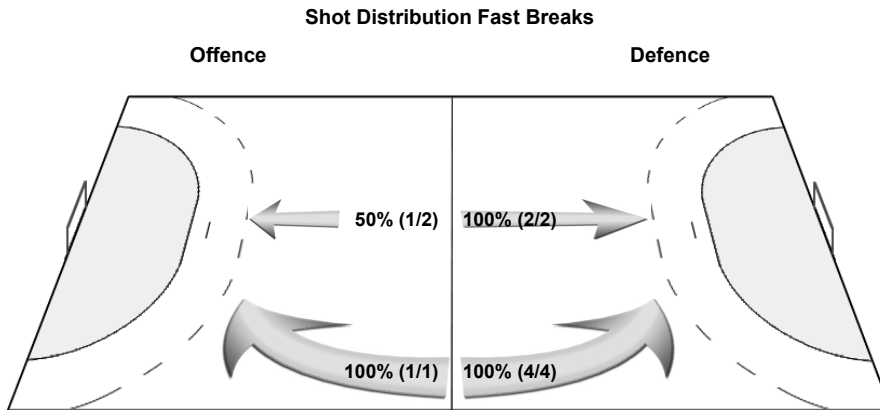 Shot Distribution Fast Breaks
Offence
Defence
50% (1/2)
100% (2/2)
100% (1/1)
100% (4/4)